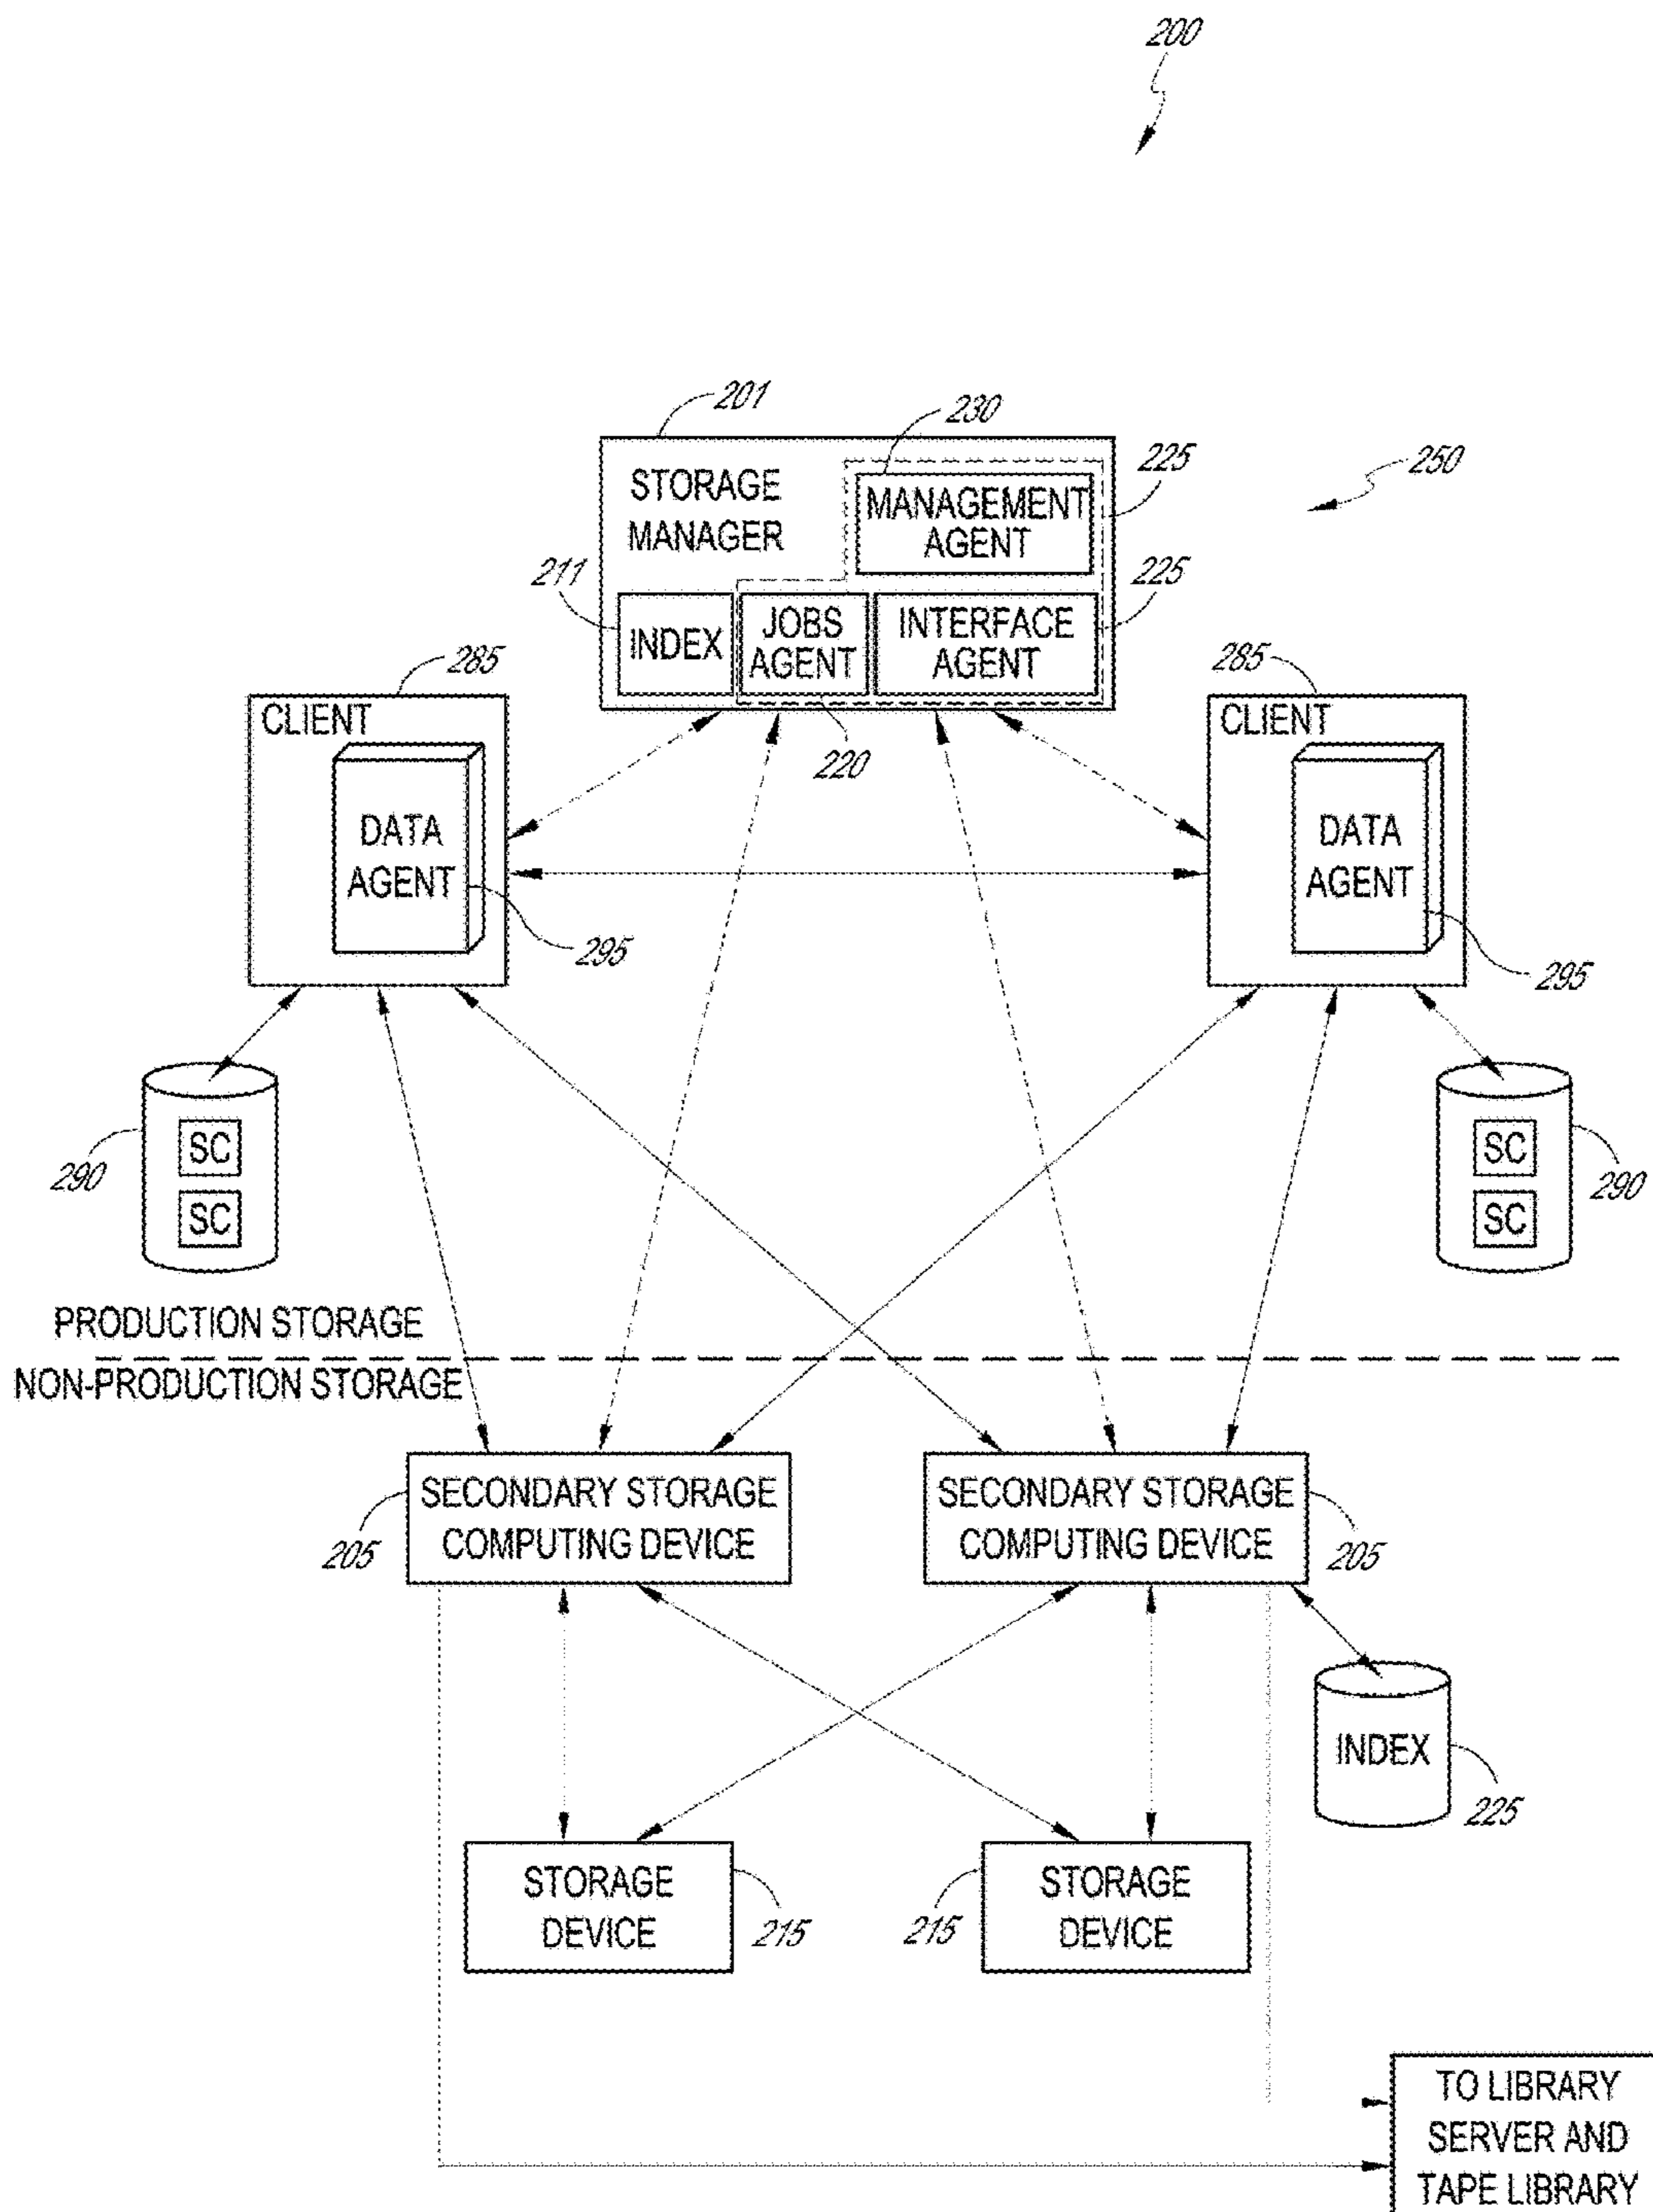 200
201
230
STORAGE
MANAGER
MANAGEMENT
AGENT
225
250
211
INDEX
JOBS
AGENT
INTERFACE
AGENT
225
220
285
CLIENT
DATA
AGENT
295
285
CLIENT
DATA
AGENT
295
290
SC
SC
SC
SC
290
PRODUCTION STORAGE
NON-PRODUCTION STORAGE
SECONDARY STORAGE
COMPUTING DEVICE
205
SECONDARY STORAGE
COMPUTING DEVICE
205
INDEX
225
STORAGE
DEVICE
215
STORAGE
DEVICE
215
TO LIBRARY
SERVER AND
TAPE LIBRARY